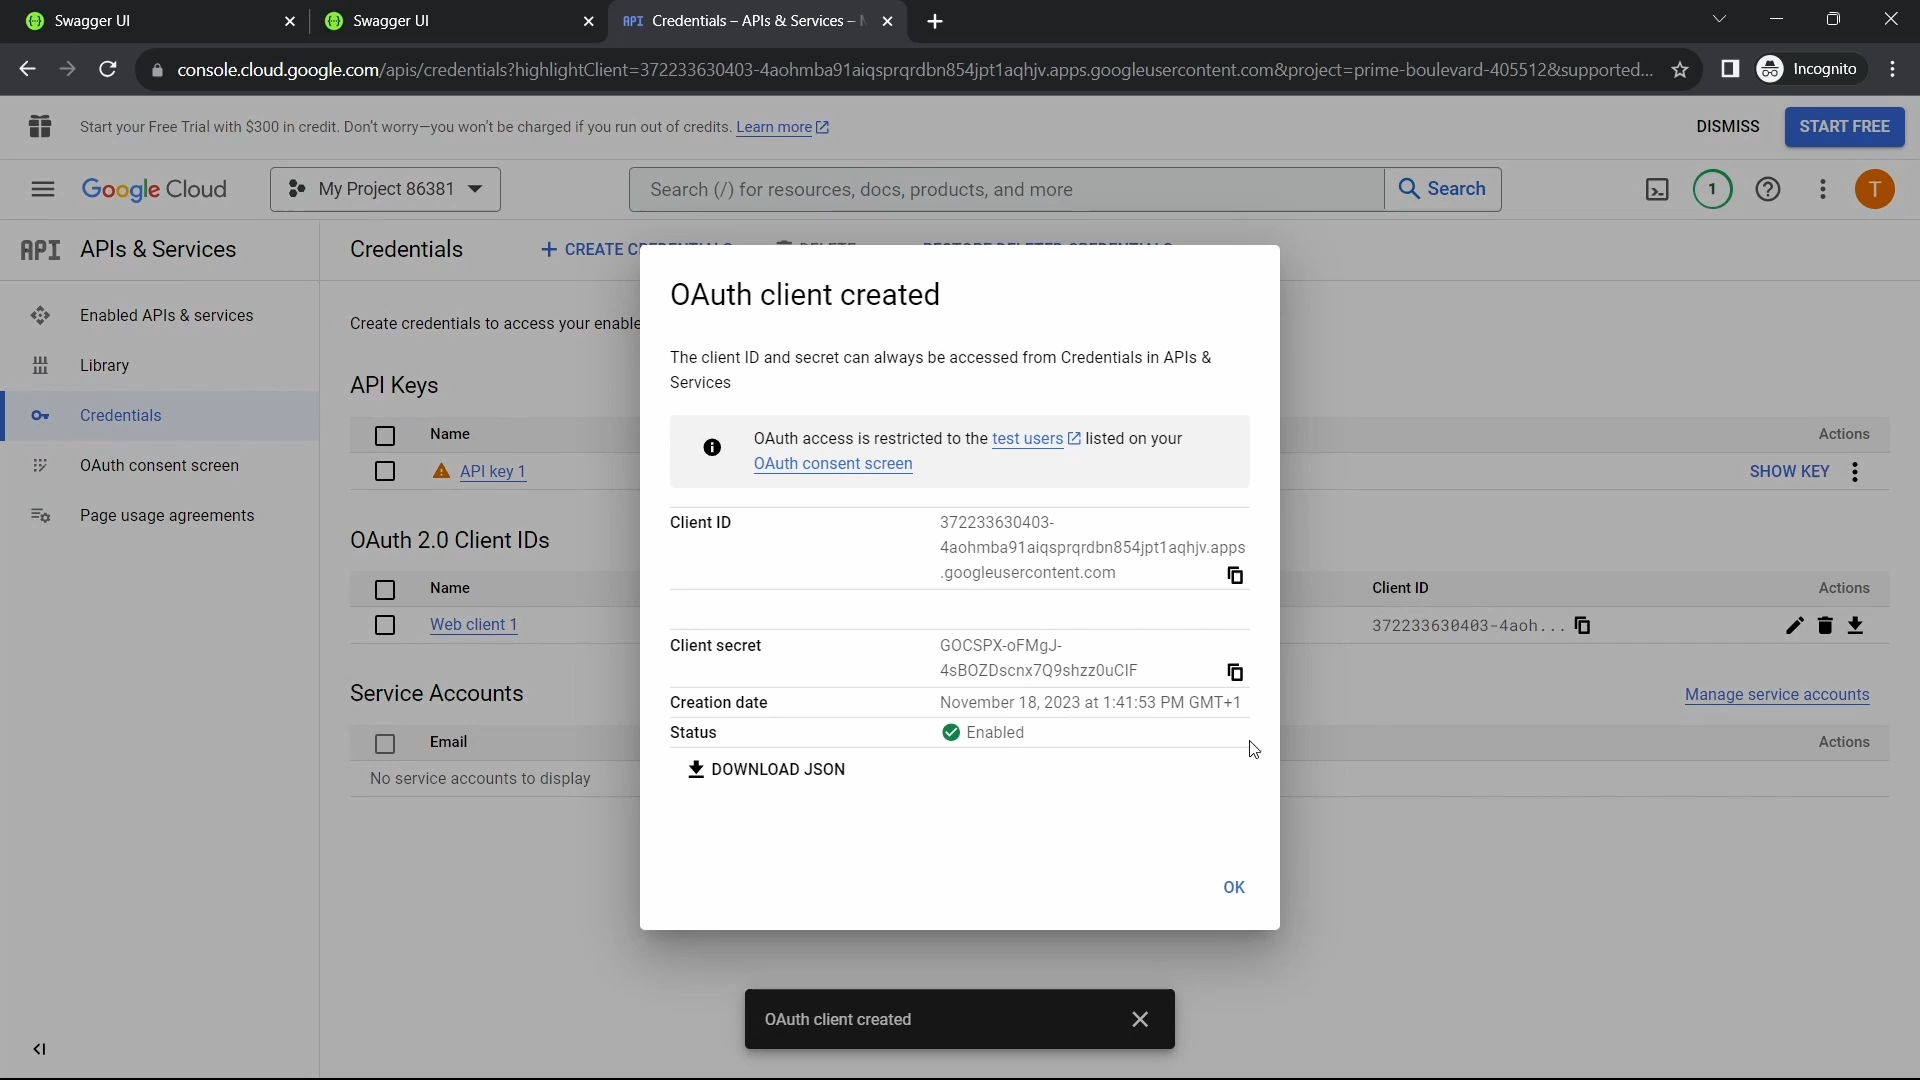 Swagger UI
Swagger UI
API Credentials – APIs & Services –
console.cloud.google.com/apis/credentials?highlightClient=372233630403-4aohmba91aiqsprqrdbn854jpt1aqhjv.apps.googleusercontent.com&project=prime-boulevard-405512&supported...
Incognito
Start your Free Trial with $300 in credit. Don't worry—you won't be charged if you run out of credits. Learn more
DISMISS
START FREE
Google Cloud
My Project 86381
Search (/) for resources, docs, products, and more
Search
1
T
API APIs & Services
Enabled APIs & services
Library
Credentials
OAuth consent screen
Page usage agreements
Credentials
+ CREATE CREDENTIALS
DELETE
RESTORE DELETED CREDENTIALS
Create credentials to access your enable
API Keys
Name
Actions
API key 1
SHOW KEY
OAuth 2.0 Client IDs
Name
Client ID
Actions
Web client 1
372233630403-4aoh...
Service Accounts
Manage service accounts
Email
Actions
No service accounts to display
OAuth client created
The client ID and secret can always be accessed from Credentials in APIs &
Services
OAuth access is restricted to the test users listed on your
OAuth consent screen
Client ID
372233630403-
4aohmba91aiqsprqrdbn854jpt1aqhjv.apps
.googleusercontent.com
Client secret
GOCSPX-oFMgJ-
4sBOZDscnx7Q9shzz0uCIF
Creation date
November 18, 2023 at 1:41:53 PM GMT+1
Status
Enabled
DOWNLOAD JSON
OK
OAuth client created